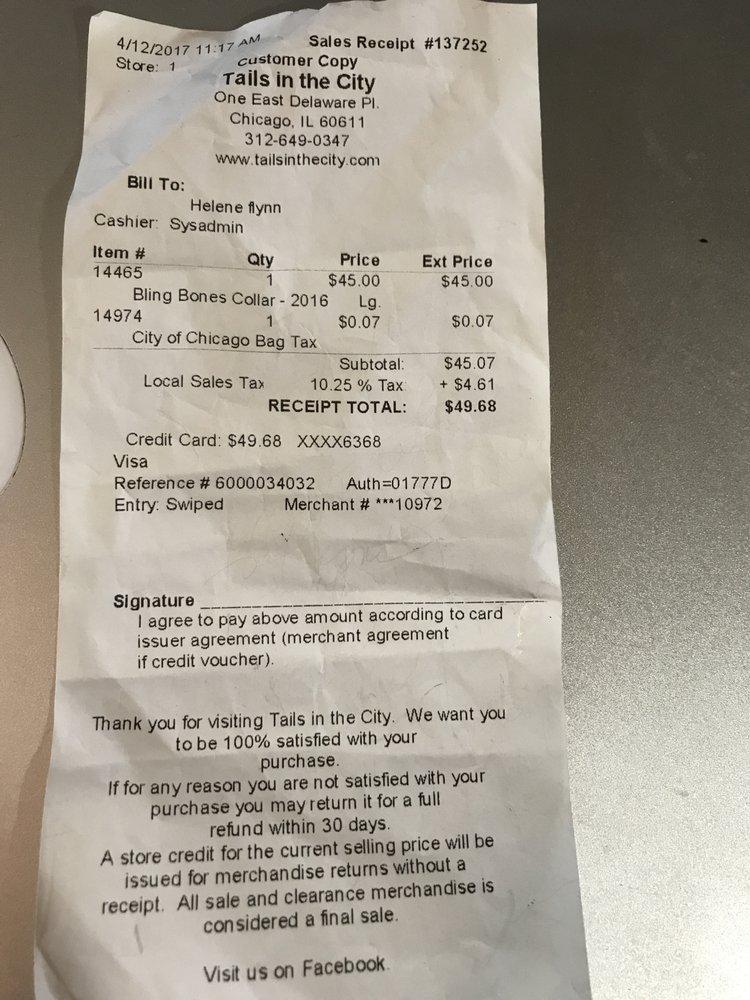 4/12/2017 11:17 AM Sales Receipt #137252
Store: 1 Customer Copy
Tails in the City
One East Delaware Pl.
Chicago, IL 60611
312-649-0347
www.tailsinthecity.com
Bill To:
Helene flynn
Cashier: Sysadmin
Item # Qty Price Ext Price
14465 1 $45.00 $45.00
Bling Bones Collar - 2016 Lg.
14974 1 $0.07 $0.07
City of Chicago Bag Tax
Subtotal: $45.07
Local Sales Tax 10.25 % Tax: + $4.61
RECEIPT TOTAL: $49.68
Credit Card: $49.68 XXXX6368
Visa
Reference # 6000034032 Auth=01777D
Entry: Swiped Merchant # ***10972
Signature
I agree to pay above amount according to card
issuer agreement (merchant agreement
if credit voucher).
Thank you for visiting Tails in the City. We want you
to be 100% satisfied with your
purchase.
If for any reason you are not satisfied with your
purchase you may return it for a full
refund within 30 days.
A store credit for the current selling price will be
issued for merchandise returns without a
receipt. All sale and clearance merchandise is
considered a final sale.
Visit us on Facebook.